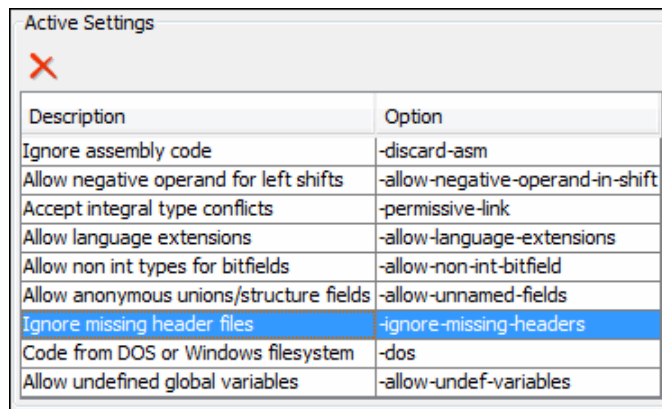 Active Settings
Description Option
Ignore assembly code -discard-asm
Allow negative operand for left shifts -allow-negative-operand-in-shift
Accept integral type conflicts -permissive-link
Allow language extensions -allow-language-extensions
Allow non int types for bitfields -allow-non-int-bitfield
Allow anonymous unions/structure fields -allow-unnamed-fields
Ignore missing header files -ignore-missing-headers
Code from DOS or Windows filesystem -dos
Allow undefined global variables -allow-undef-variables